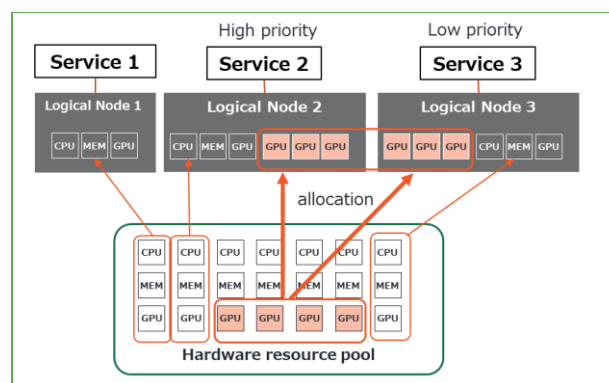 High priority
Low priority
Service 1
Service 2
Service 3
Logical Node 1
Logical Node 2
Logical Node 3
CPU MEM GPU
CPU MEM GPU GPU GPU GPU
GPU GPU GPU CPU MEM GPU
allocation
CPU CPU CPU CPU CPU CPU CPU
MEM MEM MEM MEM MEM MEM MEM
GPU GPU GPU GPU GPU GPU GPU
Hardware resource pool